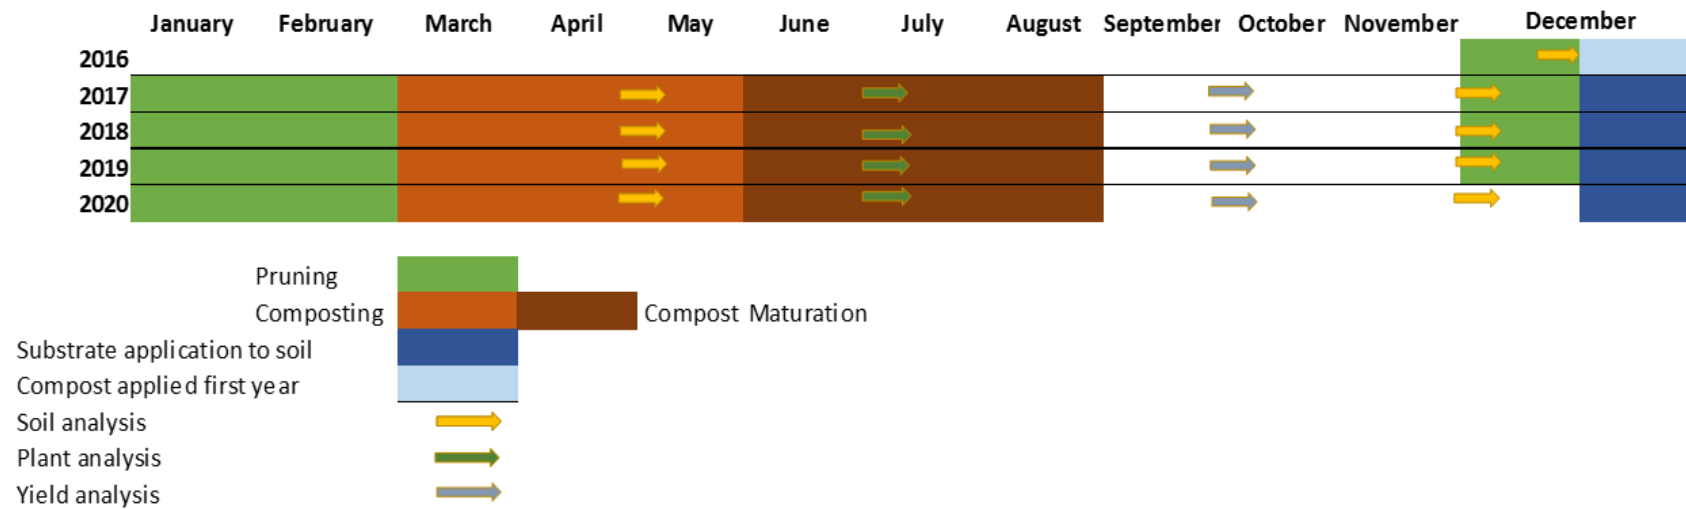 January February March April May June July August September October November December
2016
2017
2018
2019
2020
Pruning
Composting Compost Maturation
Substrate application to soil
Compost applied first year
Soil analysis
Plant analysis
Yield analysis